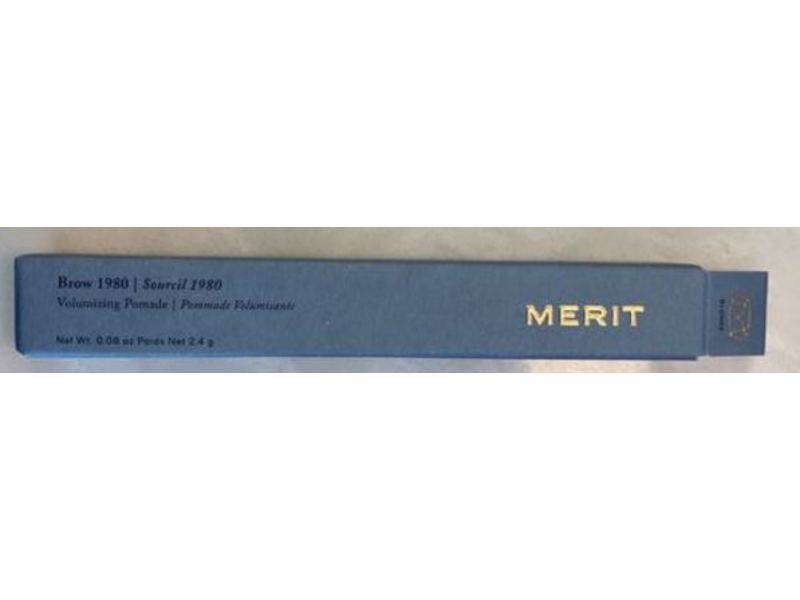 Brow 1980 | Sourcil 1980
Volumizing Pomade | Pommade Volumisante
Net Wt. 0.08 oz Poids Net 2.4 g
MERIT